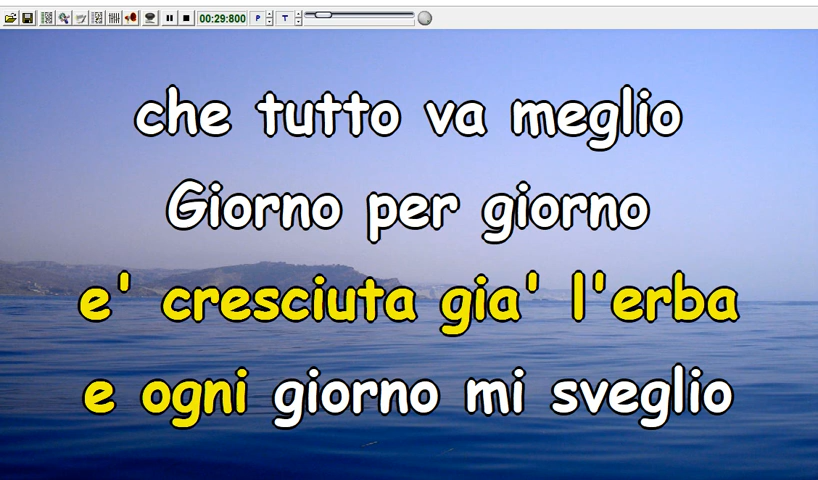 00:29:800 P T
che tutto va meglio
Giorno per giorno
e' cresciuta gia' l'erba
e ogni giorno mi sveglio